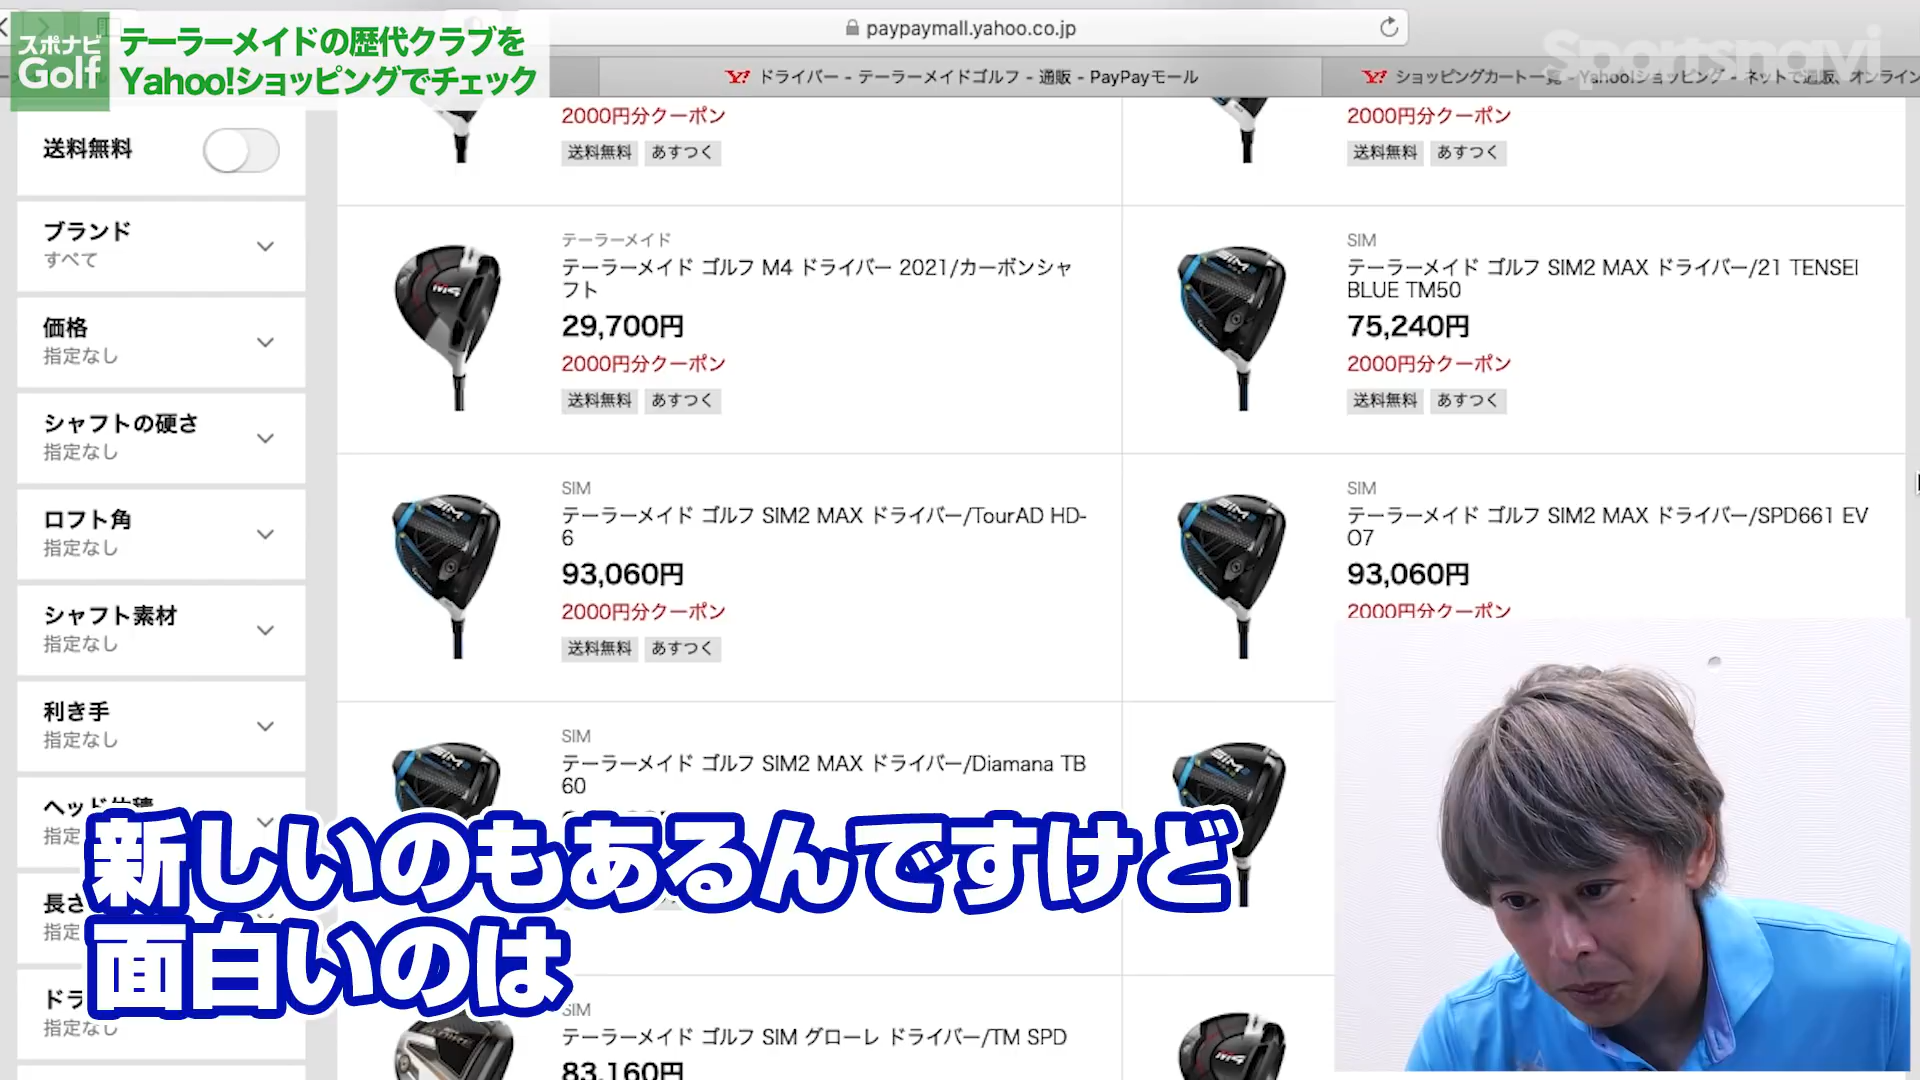 paypaymall.yahoo.co.jp
スポナビ
Golf
テーラーメイドの歴代クラブを
Yahoo!ショッピングでチェック
Sportsnavi
Y! ドライバー - テーラーメイドゴルフ - 通販 - PayPayモール
Y! ショッピングカート一覧 - Yahoo!ショッピング - ネットで通販、オンライン
送料無料
ブランド
すべて
価格
指定なし
シャフトの硬さ
指定なし
ロフト角
指定なし
シャフト素材
指定なし
利き手
指定なし
ヘッド体積
指定
長さ
指定
ドラ
指定なし
2000円分クーポン
送料無料 あすつく
2000円分クーポン
送料無料 あすつく
テーラーメイド
テーラーメイド ゴルフ M4 ドライバー 2021/カーボンシャ
フト
29,700円
2000円分クーポン
送料無料 あすつく
SIM
テーラーメイド ゴルフ SIM2 MAX ドライバー/21 TENSEI
BLUE TM50
75,240円
2000円分クーポン
送料無料 あすつく
SIM
テーラーメイド ゴルフ SIM2 MAX ドライバー/TourAD HD-
6
93,060円
2000円分クーポン
送料無料 あすつく
SIM
テーラーメイド ゴルフ SIM2 MAX ドライバー/SPD661 EV
O7
93,060円
2000円分クーポン
SIM
テーラーメイド ゴルフ SIM2 MAX ドライバー/Diamana TB
60
SIM
テーラーメイド ゴルフ SIM グローレ ドライバー/TM SPD
83,160円
新しいのもあるんですけど
面白いのは